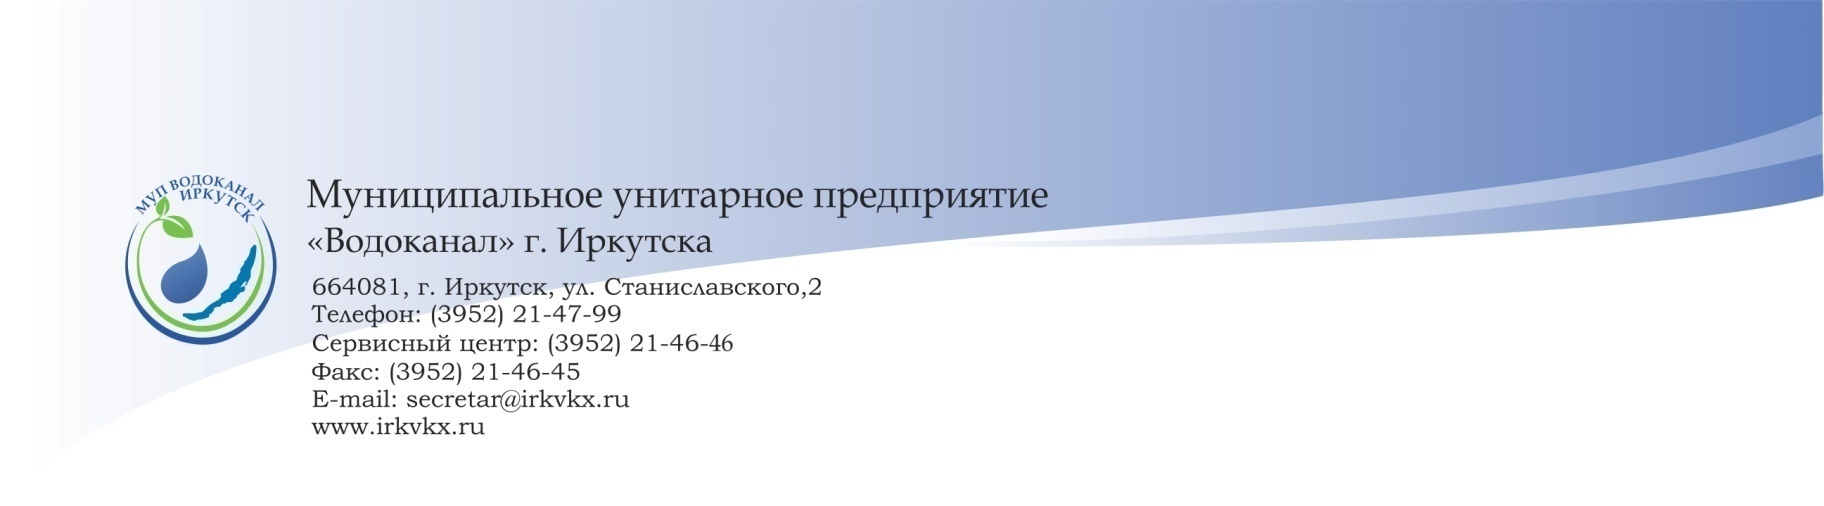 МУП ВОДОКАНАЛ
ИРКУТСК
Муниципальное унитарное предприятие
«Водоканал» г. Иркутска
664081, г. Иркутск, ул. Станиславского,2
Телефон: (3952) 21-47-99
Сервисный центр: (3952) 21-46-46
Факс: (3952) 21-46-45
E-mail: secretar@irkvkx.ru
www.irkvkx.ru